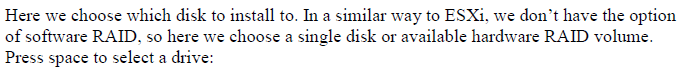 Here we choose which disk to install to. In a similar way to ESXi, we don’t have the option
of software RAID, so here we choose a single disk or available hardware RAID volume.
Press space to select a drive: